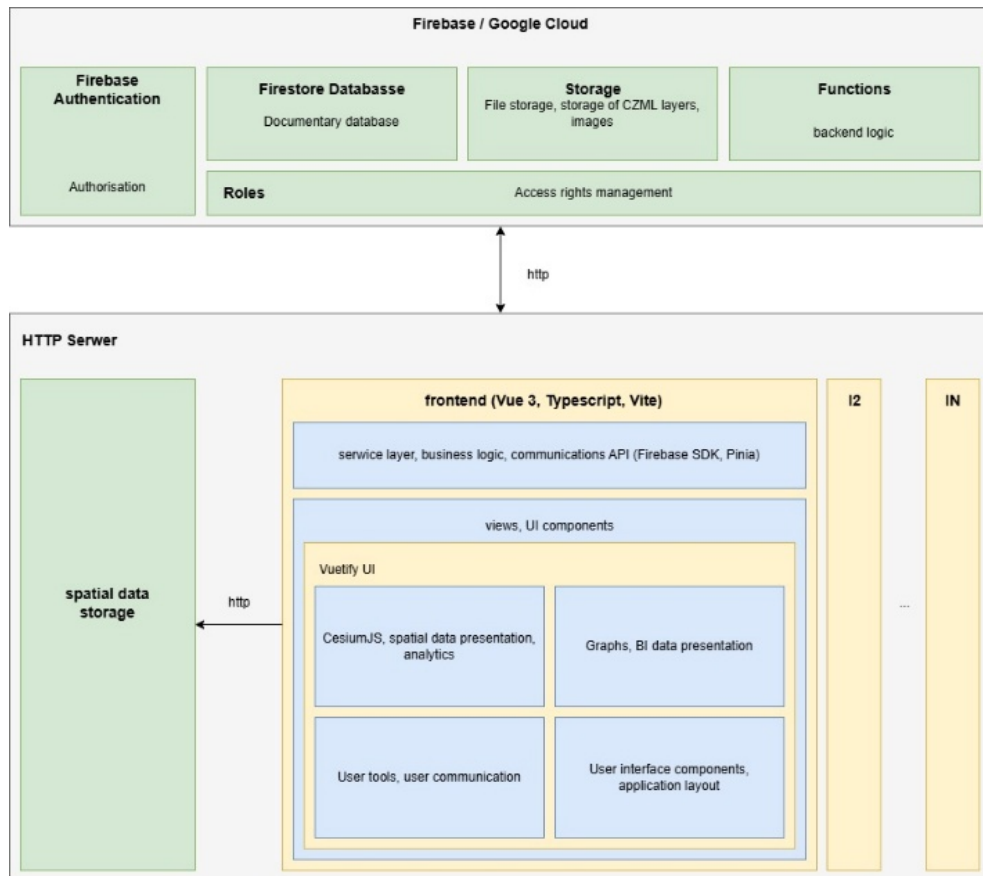 Firebase / Google Cloud
Firebase
Authentication
Authorisation
Firestore Databasse
Documentary database
Storage
File storage, storage of CZML layers,
images
Functions
backend logic
Roles
Access rights management
http
HTTP Serwer
spatial data
storage
http
frontend (Vue 3, Typescript, Vite)
serwice layer, business logic, communications API (Firebase SDK, Pinia)
views, UI components
Vuetify UI
CesiumJS, spatial data presentation,
analytics
Graphs, BI data presentation
User tools, user communication
User interface components,
application layout
I2
...
IN